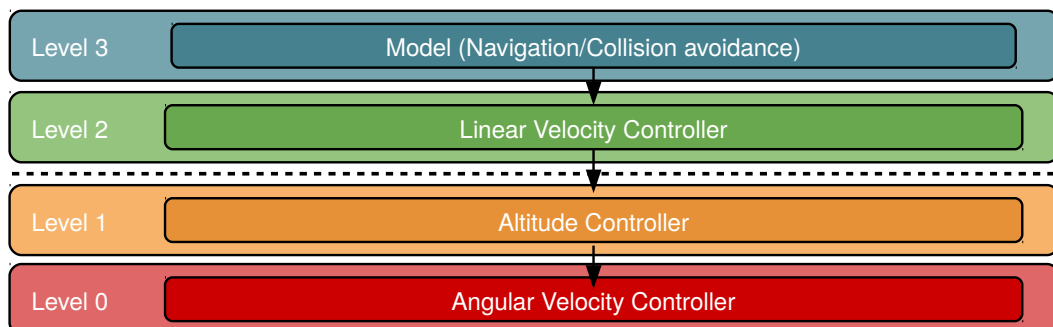 Level 3
Model (Navigation/Collision avoidance)
Level 2
Linear Velocity Controller
Level 1
Altitude Controller
Level 0
Angular Velocity Controller